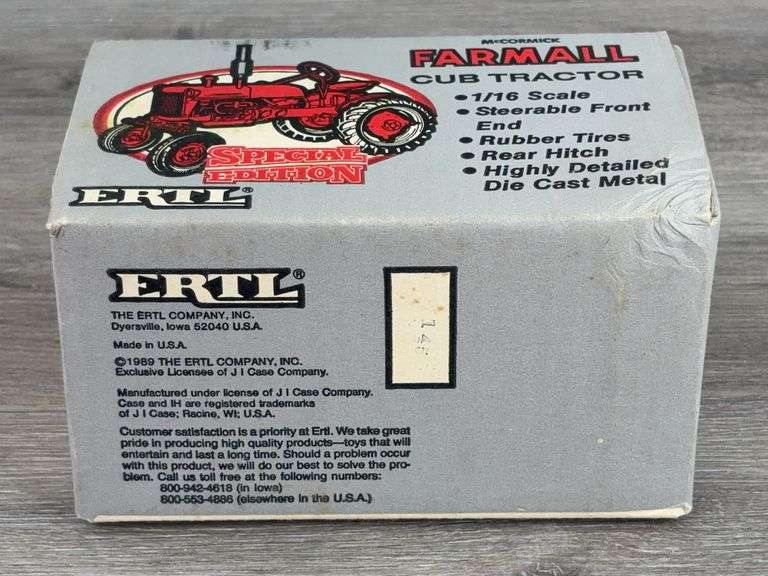 McCORMICK
FARMALL
CUB TRACTOR
• 1/16 Scale
• Steerable Front
End
• Rubber Tires
• Rear Hitch
• Highly Detailed
Die Cast Metal
SPECIAL
EDITION
ERTL®
ERTL®
THE ERTL COMPANY, INC.
Dyersville, Iowa 52040 U.S.A.
Made in U.S.A.
©1989 THE ERTL COMPANY, INC.
Exclusive Licensee of J I Case Company.
Manufactured under license of J I Case Company.
Case and IH are registered trademarks
of J I Case; Racine, WI; U.S.A.
Customer satisfaction is a priority at Ertl. We take great
pride in producing high quality products—toys that will
entertain and last a long time. Should a problem occur
with this product, we will do our best to solve the pro-
blem. Call us toll free at the following numbers:
800-942-4618 (in Iowa)
800-553-4886 (elsewhere in the U.S.A.)